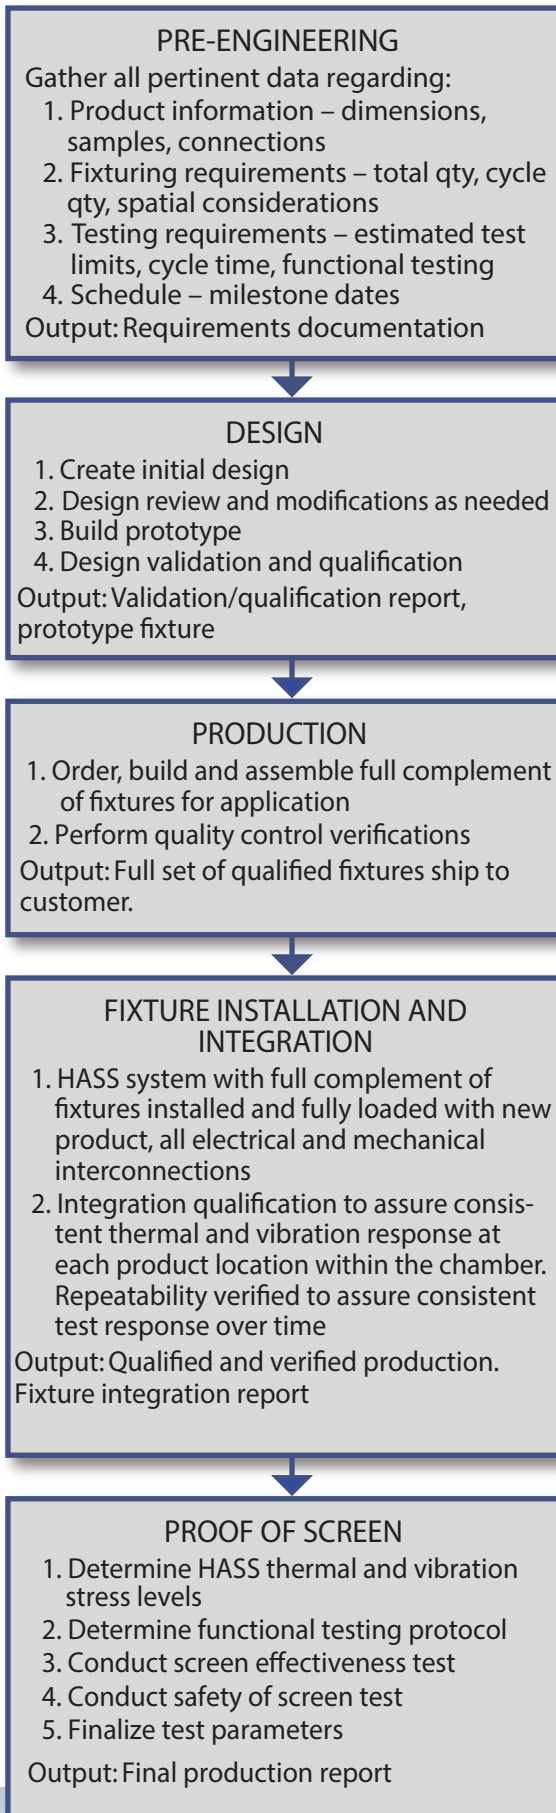 PRE-ENGINEERING
Gather all pertinent data regarding:
1. Product information – dimensions,
samples, connections
2. Fixturing requirements – total qty, cycle
qty, spatial considerations
3. Testing requirements – estimated test
limits, cycle time, functional testing
4. Schedule – milestone dates
Output: Requirements documentation
DESIGN
1. Create initial design
2. Design review and modifications as needed
3. Build prototype
4. Design validation and qualification
Output: Validation/qualification report,
prototype fixture
PRODUCTION
1. Order, build and assemble full complement
of fixtures for application
2. Perform quality control verifications
Output: Full set of qualified fixtures ship to
customer.
FIXTURE INSTALLATION AND
INTEGRATION
1. HASS system with full complement of
fixtures installed and fully loaded with new
product, all electrical and mechanical
interconnections
2. Integration qualification to assure consis-
tent thermal and vibration response at
each product location within the chamber.
Repeatability verified to assure consistent
test response over time
Output: Qualified and verified production.
Fixture integration report
PROOF OF SCREEN
1. Determine HASS thermal and vibration
stress levels
2. Determine functional testing protocol
3. Conduct screen effectiveness test
4. Conduct safety of screen test
5. Finalize test parameters
Output: Final production report